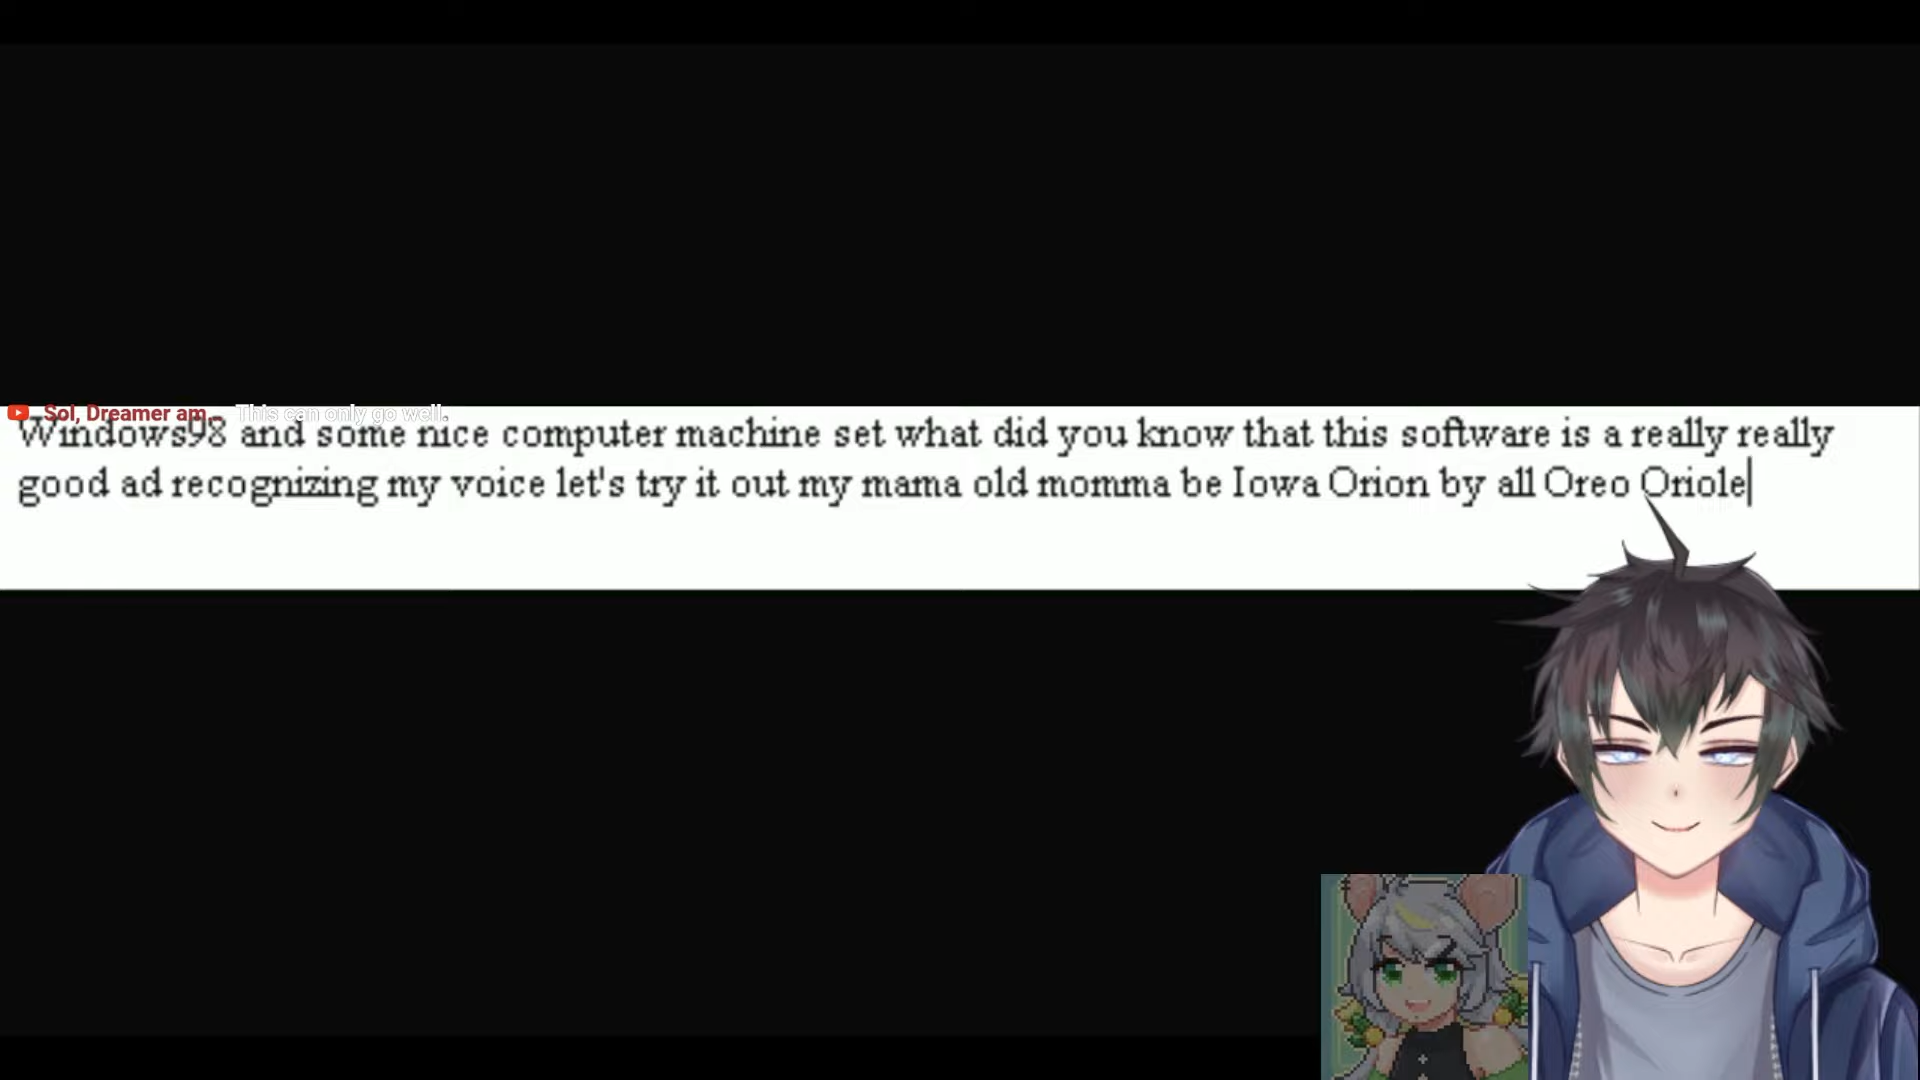 Sol, Dreamer am... This can only go well.
Windows98 and some nice computer machine set what did you know that this software is a really really
good ad recognizing my voice let's try it out my mama old momma be Iowa Orion by all Oreo Oriole